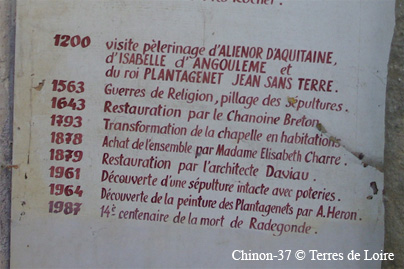 1200 visite pèlerinage d'ALIENOR D'AQUITAINE,
d'ISABELLE d'ANGOULEME et
du roi PLANTAGENET JEAN SANS TERRE.
1563 Guerres de Religion, pillage des sépultures.
1643 Restauration par le Chanoine Breton
1793 Transformation de la chapelle en habitations
1878 Achat de l'ensemble par Madame Elisabeth Charre.
1879 Restauration par l'architecte Daviau.
1961 Découverte d'une sépulture intacte avec poteries.
1964 Découverte de la peinture des Plantagenets par A. Heron.
1987 14è centenaire de la mort de Radegonde.
Chinon-37 © Terres de Loire